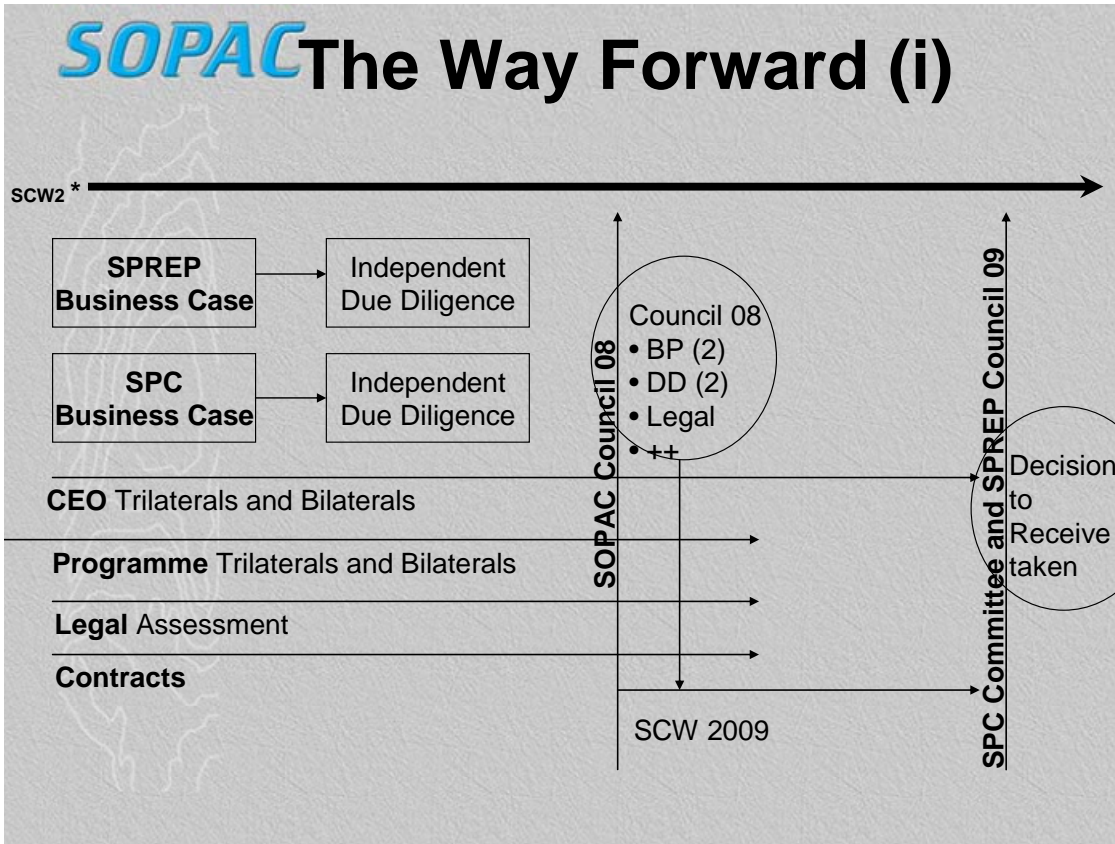 SOPAC The Way Forward (i)
SCW2 *
SPREP
Business Case
Independent
Due Diligence
SPC
Business Case
Independent
Due Diligence
SOPAC Council 08
Council 08
• BP (2)
• DD (2)
• Legal
• ++
SPC Committee and SPREP Council 09
Decision
to
Receive
taken
CEO Trilaterals and Bilaterals
Programme Trilaterals and Bilaterals
Legal Assessment
Contracts
SCW 2009